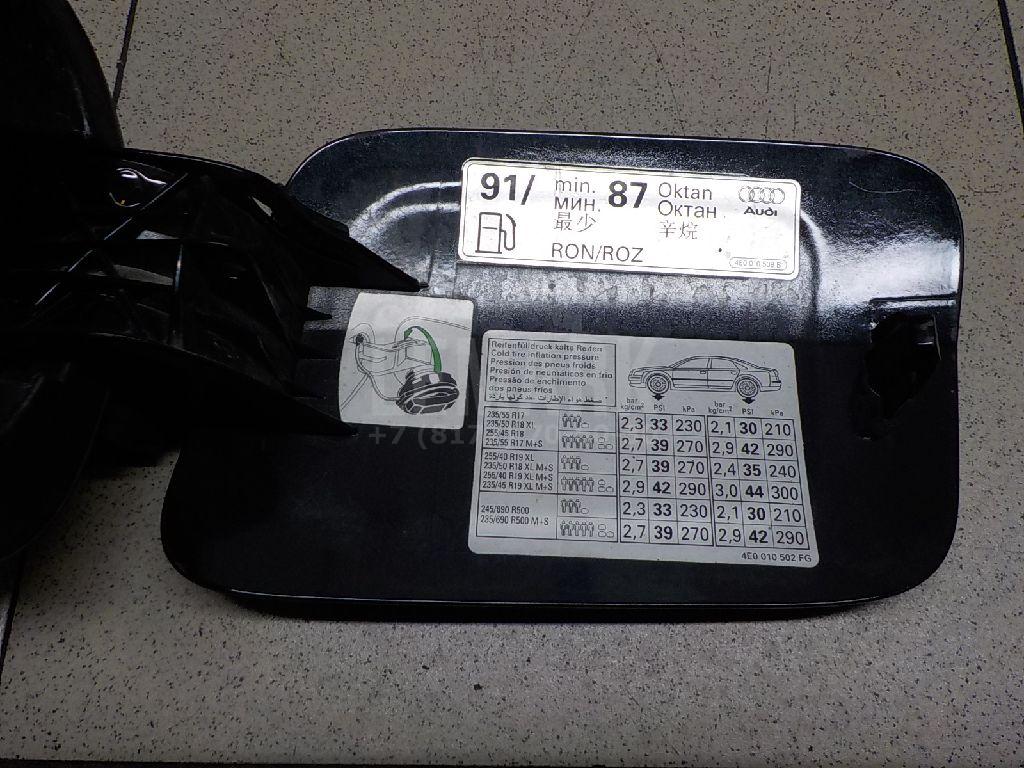 91/ min. 87 Oktan
мин. Октан
最少 辛烷
RON/ROZ
Audi
4E0 010 508 B
Reifenfülldruck kalte Reifen
Cold tire inflation pressure
Pression des pneus froids
Presión de neumáticos en frio
Pressão de enchimento
dos pneus frios
bar kg/cm² PSI kPa bar kg/cm² PSI kPa
235/55 R17
235/50 R18 XL
255/45 R18
235/55 R17 M+S
2,3 33 230 2,1 30 210
2,7 39 270 2,9 42 290
255/40 R19 XL
235/50 R18 XL M+S
255/40 R19 XL M+S
235/45 R19 XL M+S
2,7 39 270 2,4 35 240
2,9 42 290 3,0 44 300
245/690 R500
235/690 R500 M+S
2,3 33 230 2,1 30 210
2,7 39 270 2,9 42 290
4E0 010 502 FG